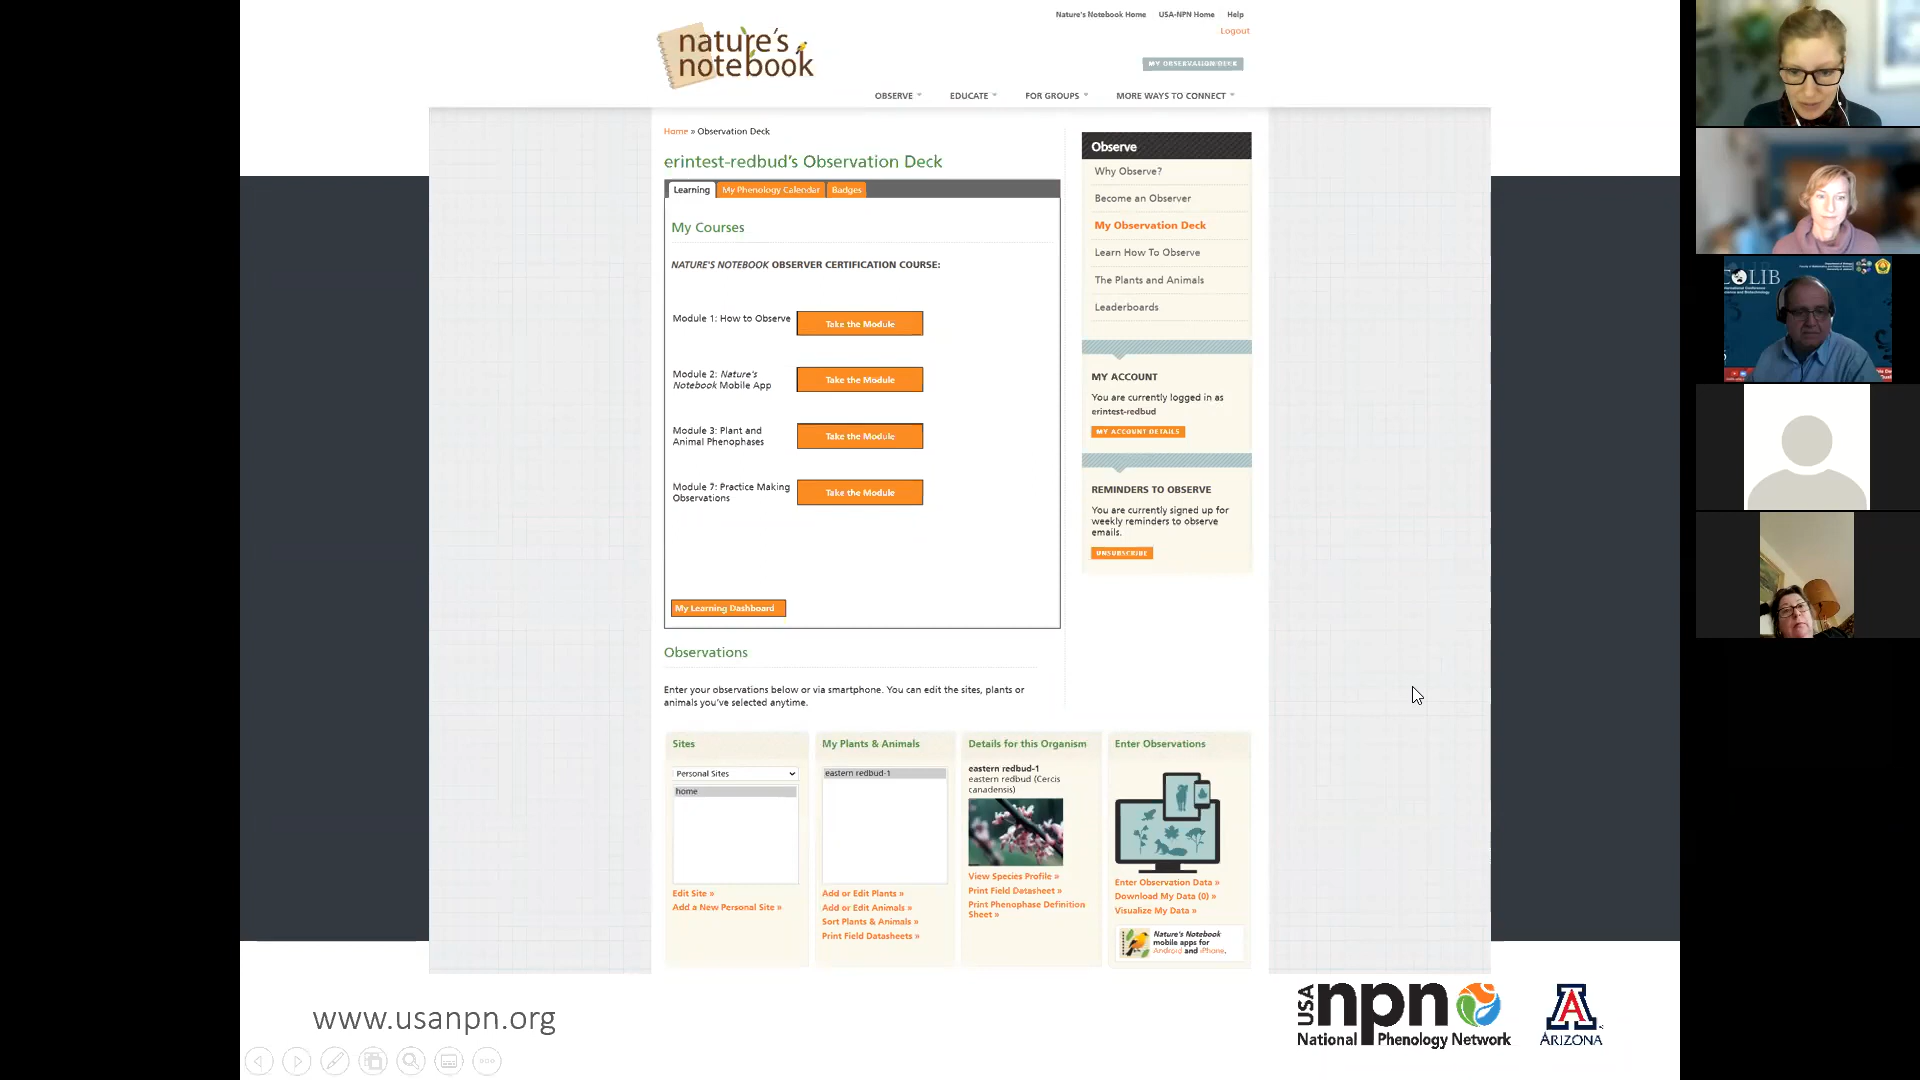 Nature's Notebook Home USA-NPN Home Help
Logout
nature's
notebook
MY OBSERVATION DECK
OBSERVE EDUCATE FOR GROUPS MORE WAYS TO CONNECT
Home » Observation Deck
erintest-redbud's Observation Deck
Learning My Phenology Calendar Badges
My Courses
NATURE'S NOTEBOOK OBSERVER CERTIFICATION COURSE:
Module 1: How to Observe
Take the Module
Module 2: Nature's
Notebook Mobile App
Take the Module
Module 3: Plant and
Animal Phenophases
Take the Module
Module 7: Practice Making
Observations
Take the Module
My Learning Dashboard
Observe
Why Observe?
Become an Observer
My Observation Deck
Learn How To Observe
The Plants and Animals
Leaderboards
MY ACCOUNT
You are currently logged in as
erintest-redbud
MY ACCOUNT DETAILS
REMINDERS TO OBSERVE
You are currently signed up for
weekly reminders to observe
emails.
UNSUBSCRIBE
Observations
Enter your observations below or via smartphone. You can edit the sites, plants or
animals you've selected anytime.
Sites
Personal Sites
home
Edit Site »
Add a New Personal Site »
My Plants & Animals
eastern redbud-1
Add or Edit Plants »
Add or Edit Animals »
Sort Plants & Animals »
Print Field Datasheets »
Details for this Organism
eastern redbud-1
eastern redbud (Cercis
canadensis)
View Species Profile »
Print Field Datasheet »
Print Phenophase Definition
Sheet »
Enter Observations
Enter Observation Data »
Download My Data (0) »
Visualize My Data »
Nature's Notebook
mobile apps for
Android and iPhone.
www.usanpn.org
USA npn
National Phenology Network
A
ARIZONA
COLIB